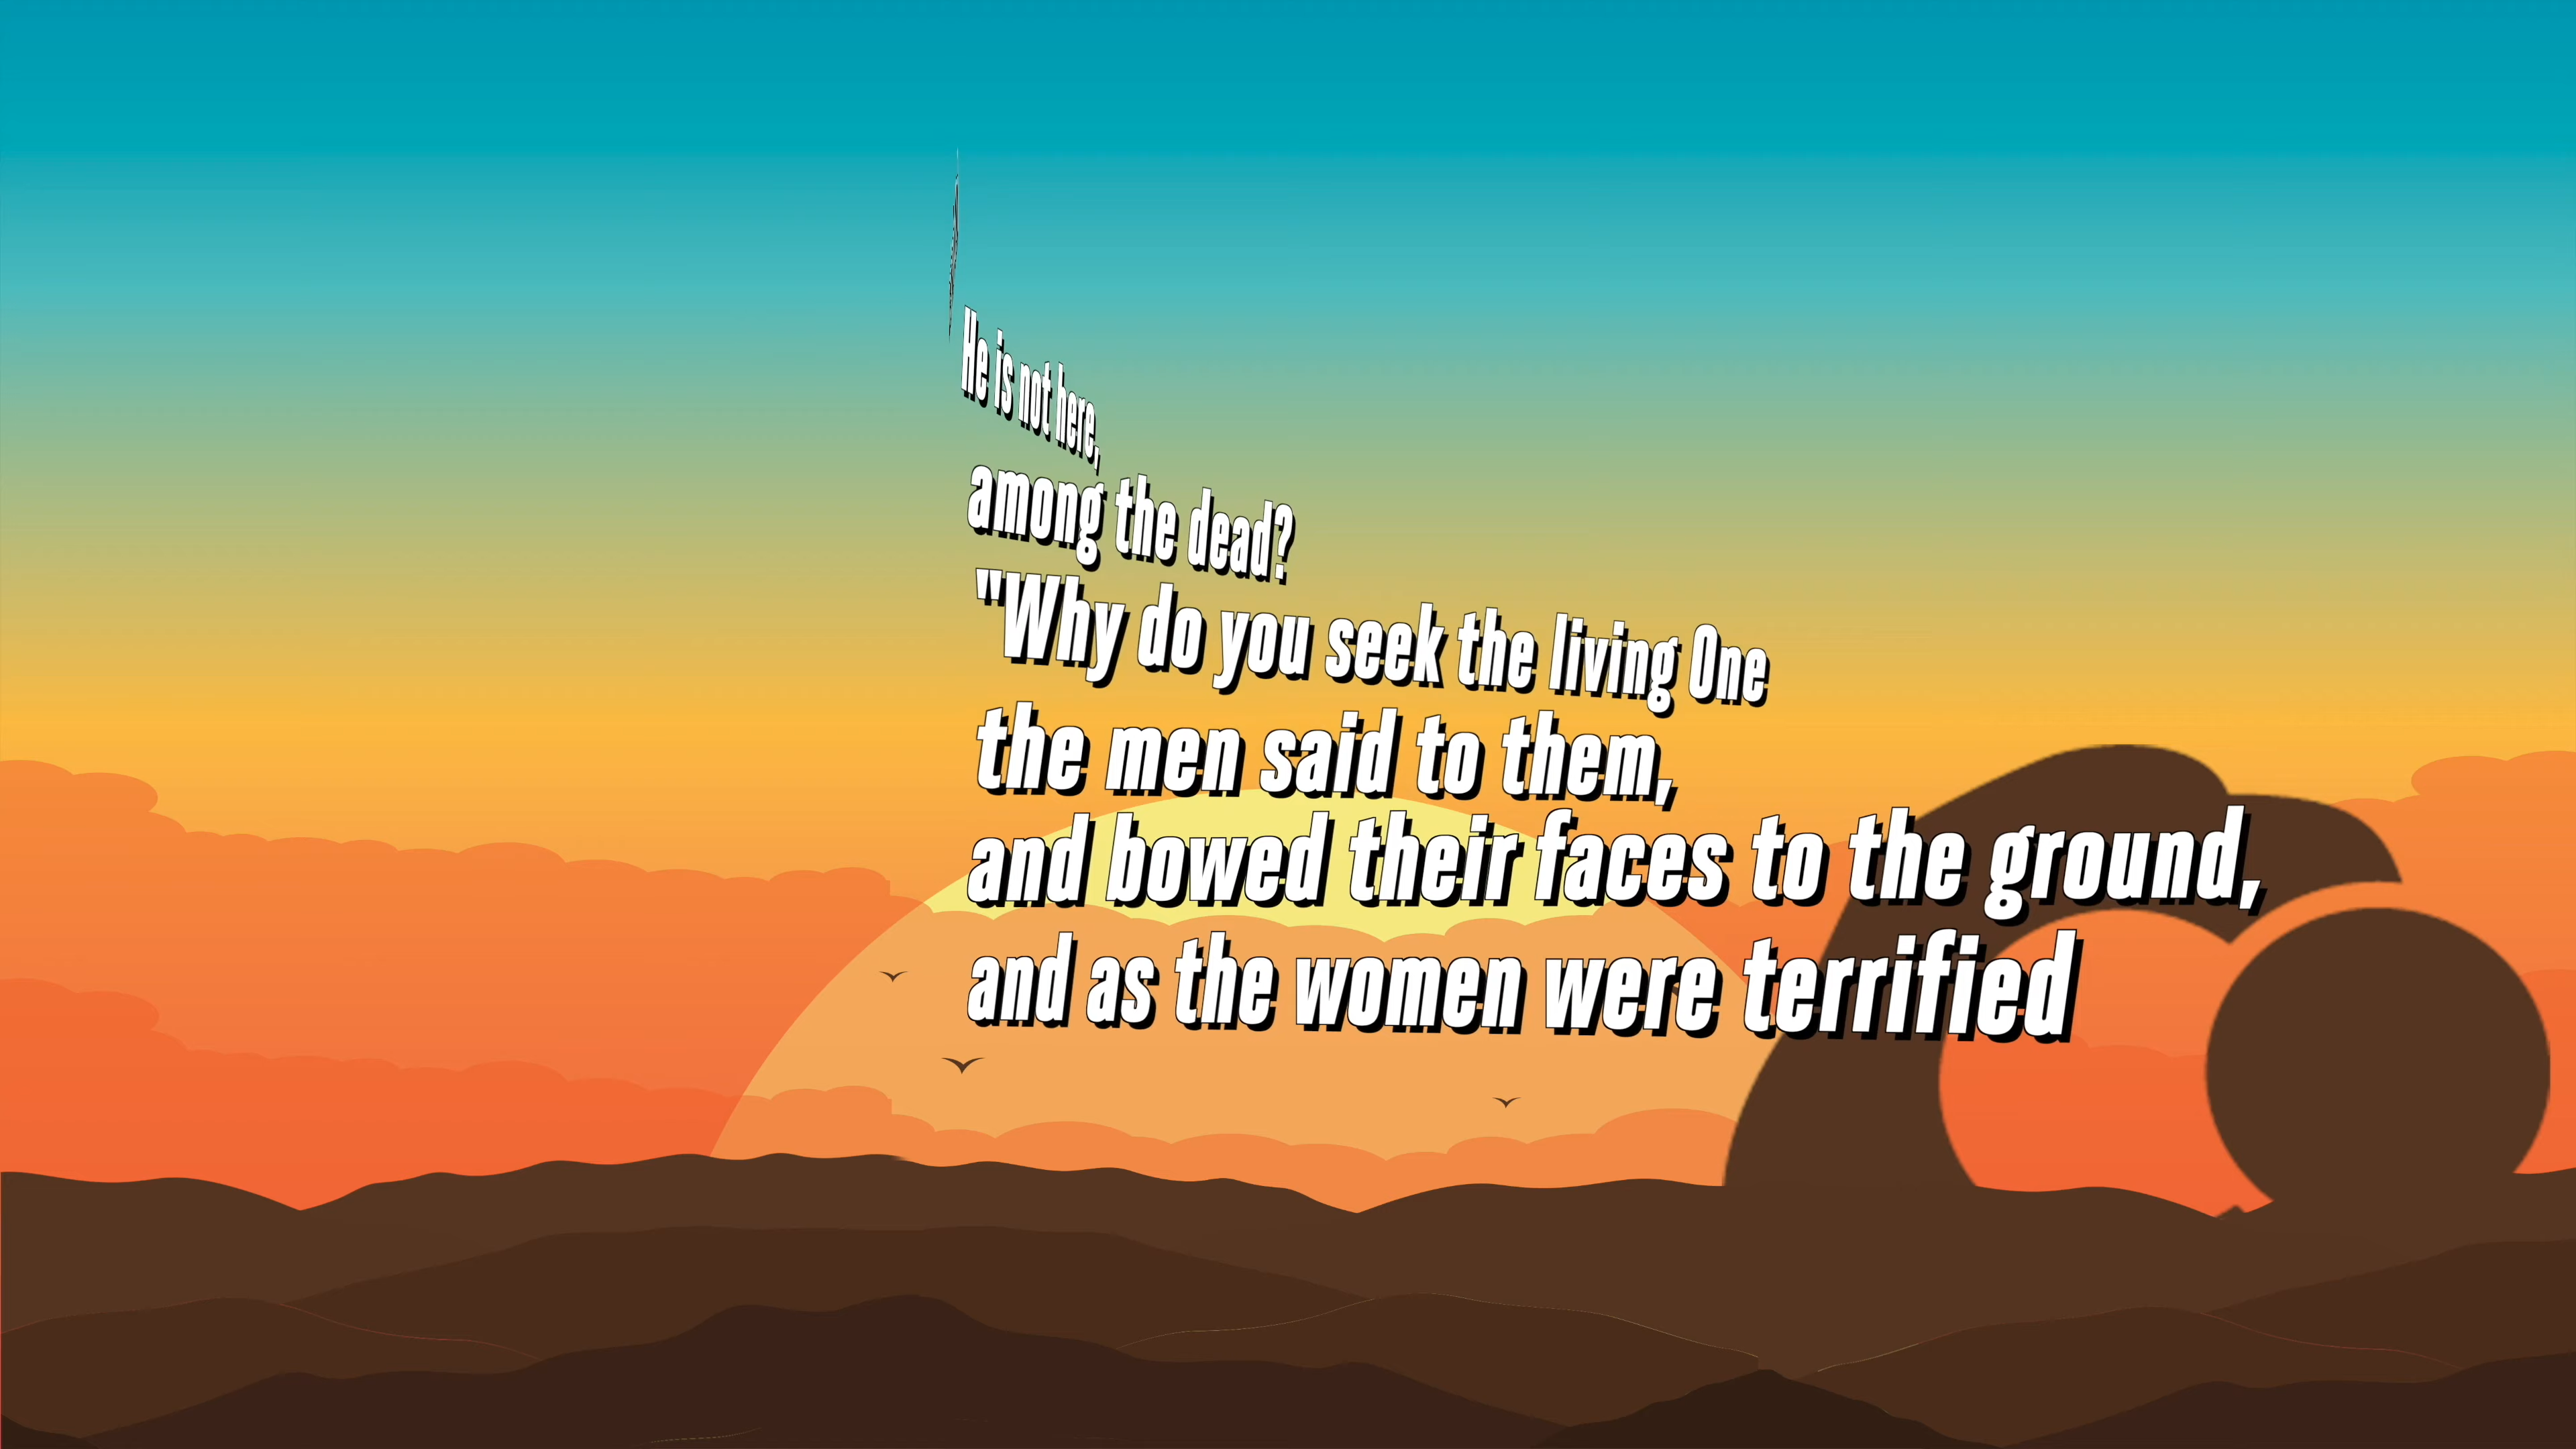 He is not here,
among the dead?
"Why do you seek the living One
the men said to them,
and bowed their faces to the ground,
and as the women were terrified